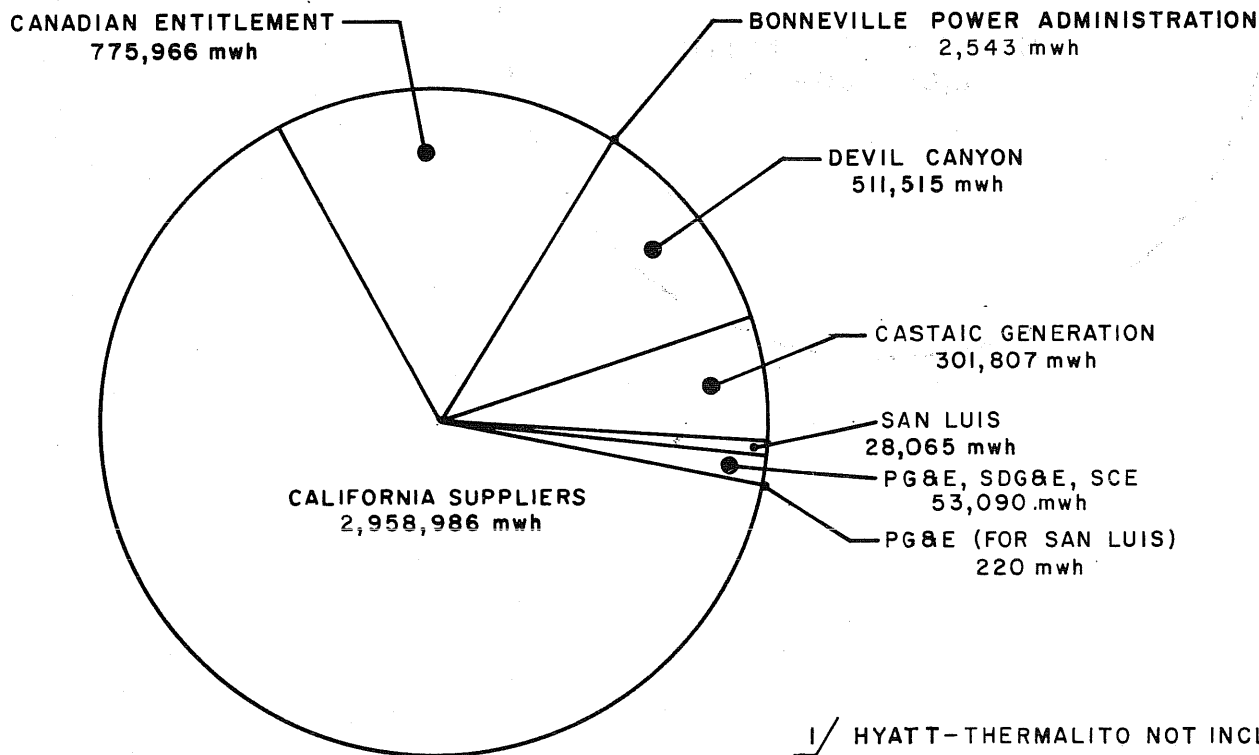 CANADIAN ENTITLEMENT
775,966 mwh
BONNEVILLE POWER ADMINISTRATION
2,543 mwh
DEVIL CANYON
511,515 mwh
CASTAIC GENERATION
301,807 mwh
SAN LUIS
28,065 mwh
PG&E, SDG&E, SCE
53,090 mwh
PG&E (FOR SAN LUIS)
220 mwh
CALIFORNIA SUPPLIERS
2,958,986 mwh
1/ HYATT-THERMALITO NOT